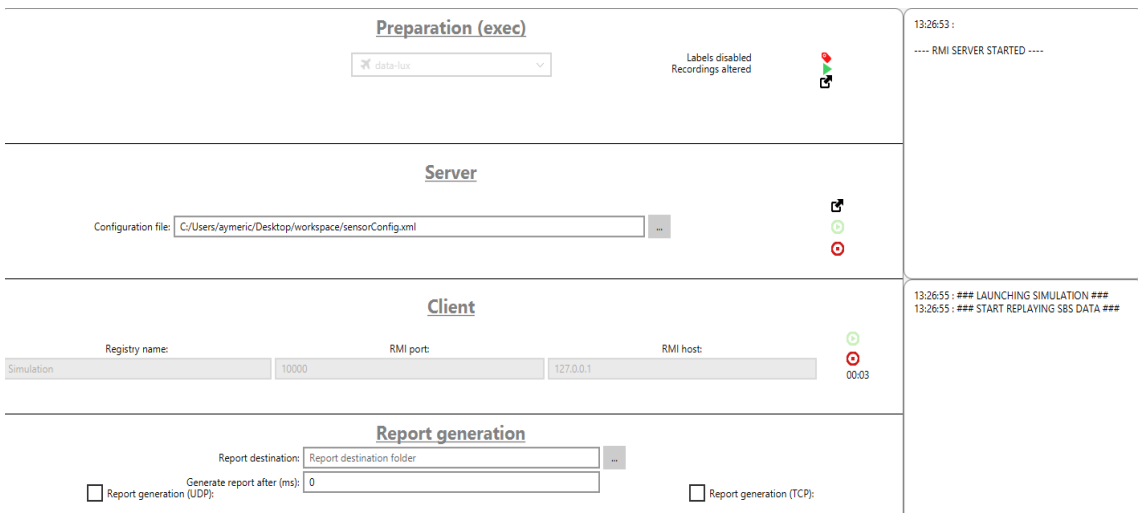 Preparation (exec)
data-lux
Labels disabled
Recordings altered
Server
Configuration file: C:/Users/aymeric/Desktop/workspace/sensorConfig.xml ...
Client
Registry name: RMI port: RMI host:
Simulation 10000 127.0.0.1
00:03
Report generation
Report destination: Report destination folder ...
Generate report after (ms): 0
Report generation (UDP): Report generation (TCP):
13:26:53 :
---- RMI SERVER STARTED ----
13:26:55 : ### LAUNCHING SIMULATION ###
13:26:55 : ### START REPLAYING SBS DATA ###